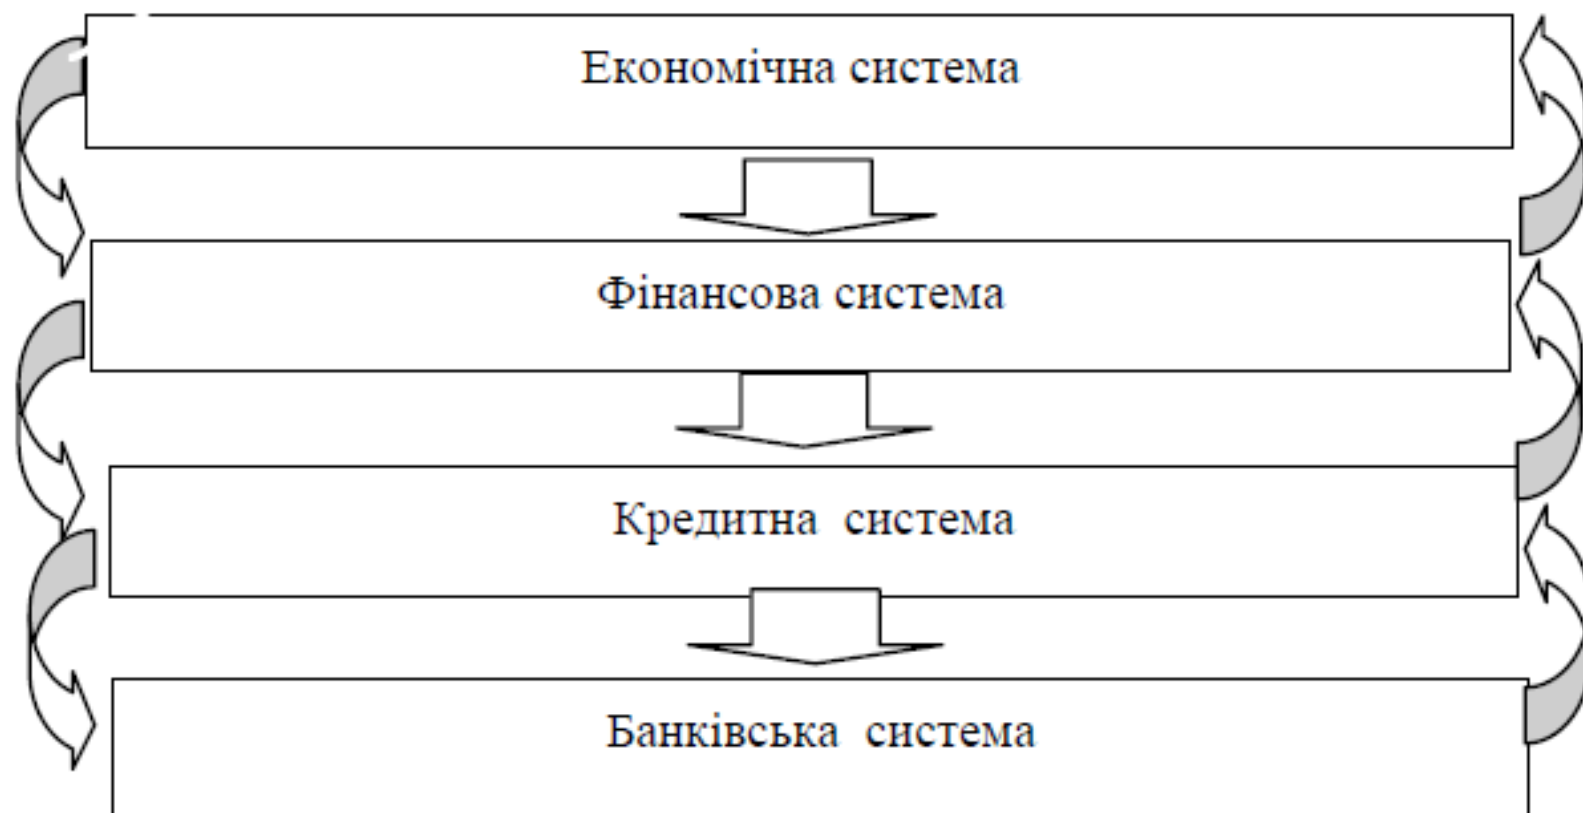 Економічна система
Фінансова система
Кредитна система
Банківська система